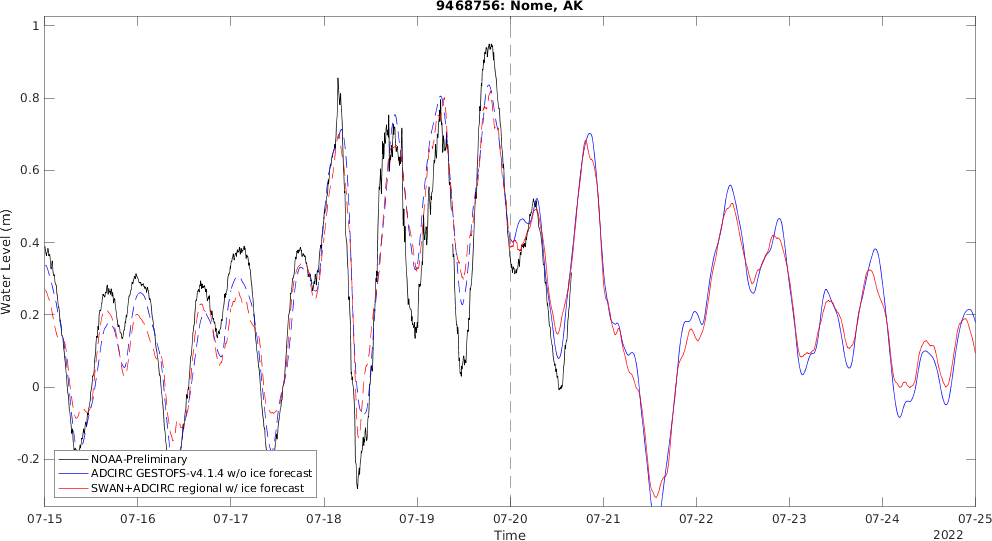 9468756: Nome, AK
Water Level (m)
1
0.8
0.6
0.4
0.2
0
-0.2
NOAA-Preliminary
ADCIRC GESTOFS-v4.1.4 w/o ice forecast
SWAN+ADCIRC regional w/ ice forecast
07-15 07-16 07-17 07-18 07-19 07-20 07-21 07-22 07-23 07-24 07-25
Time
2022